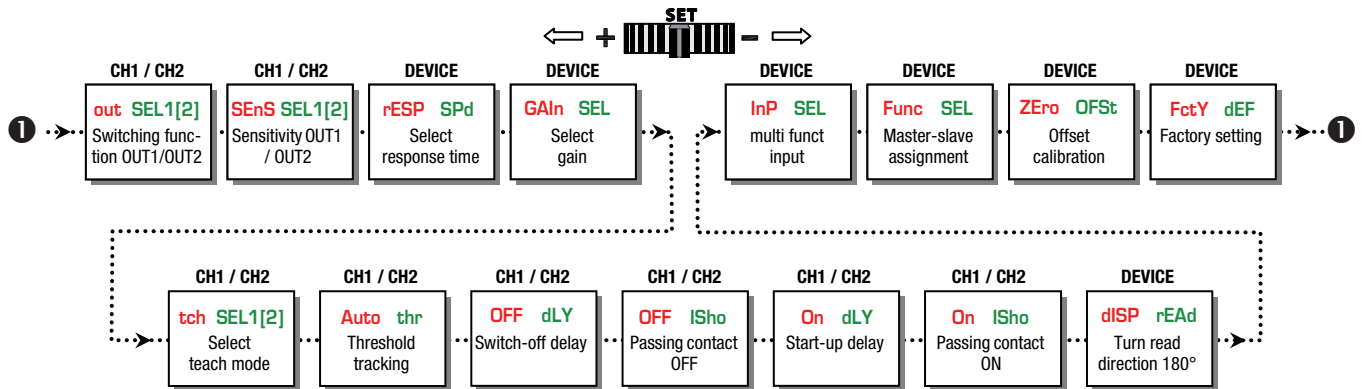 SET
+ -
CH1 / CH2 CH1 / CH2 DEVICE DEVICE DEVICE DEVICE DEVICE DEVICE
❶
out SEL1[2]
Switching func-
tion OUT1/OUT2
SEnS SEL1[2]
Sensitivity OUT1
/ OUT2
rESP SPd
Select
response time
GAIn SEL
Select
gain
InP SEL
multi funct
input
Func SEL
Master-slave
assignment
ZEro OFSt
Offset
calibration
FctY dEF
Factory setting
❶
CH1 / CH2 CH1 / CH2 CH1 / CH2 CH1 / CH2 CH1 / CH2 CH1 / CH2 DEVICE
tch SEL1[2]
Select
teach mode
Auto thr
Threshold
tracking
OFF dLY
Switch-off delay
OFF ISho
Passing contact
OFF
On dLY
Start-up delay
On ISho
Passing contact
ON
dISP rEAd
Turn read
direction 180°